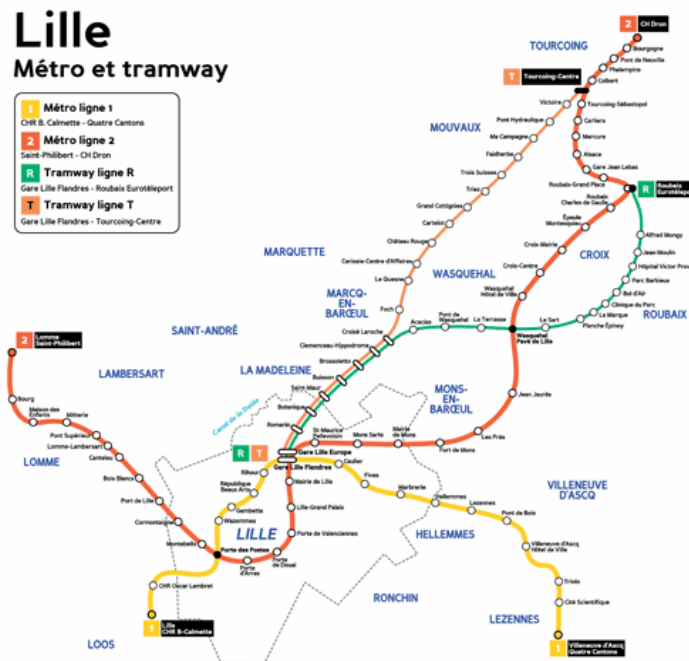 Lille
Métro et tramway
1 Métro ligne 1
CHR B. Calmette - Quatre Cantons
2 Métro ligne 2
Saint-Philibert - CH Dron
R Tramway ligne R
Gare Lille Flandres - Roubaix Eurotéleport
T Tramway ligne T
Gare Lille Flandres - Tourcoing-Centre
2 CH Dron
Bourgogne
TOURCOING
Pont de Neuville
Phalempins
T Tourcoing-Centre
Colbert
Victoire
Tourcoing-Sébastopol
Pont Hydraulique
Carliers
MOUVAUX
Ma Campagne
Mercure
Faidherbe
Alsace
Trois Suisses
Gare Jean Lebas
Triez
Roubaix-Grand Place
R Roubaix
Eurotélep
Grand Cottignies
Roubaix
Charles de Gaulle
Cartelot
Épeule
Montesquieu
Alfred Mongy
Château Rouge
Croix-Mairie
MARQUETTE
Jean Moulin
CROIX
Cerisaie-Centre d'Affaires
Croix-Centre
Hôpital Victor Prov
WASQUEHAL
Le Quesne
Parc Barbieux
MARCQ-
EN-
BARŒUL
Wasquehal
Hôtel de Ville
Bol d'Air
Foch
Clinique du Parc
ROUBAIX
SAINT-ANDRÉ
Croisé Laroche
Acacias
Pont de
Wasquehal
La Terrasse
Le Sart
La Marque
Planche Épinoy
2 Lomme
Saint-Philibert
Clemenceau-Hippodrome
Wasquehal
Pavé de Lille
Brossolette
LAMBERSART
LA MADELEINE
Buisson
Saint-Maur
MONS-
EN-
BARŒUL
Jean Jaurès
Bourg
Botanique
Canal de la Deûle
Maison des
Enfants
Mitterie
Romarin
St-Maurice
Pellevoisin
Mons Sarts
Mairie
de Mons
Les Prés
Pont Supérieur
Fort de Mons
Lomme-Lambersart
R T
Gare Lille Europe
Canteleu
Gare Lille Flandres
Caulier
LOMME
Rihour
Bois Blancs
République
Beaux Arts
Mairie de Lille
Fives
VILLENEUVE
D'ASCQ
Marbrerie
Port de Lille
Gambetta
Lille-Grand Palais
Hellemmes
Lezennes
Cormontaigne
Wazemmes
Pont de Bois
LILLE
Porte de Valenciennes
HELLEMMES
Montebello
Porte des Postes
Villeneuve d'Ascq
Hôtel de Ville
Porte
d'Arras
Porte
de Douai
CHR Oscar Lambret
Triolo
RONCHIN
Cité Scientifique
LEZENNES
1 Lille
CHR B-Calmette
LOOS
1 Villeneuve d'Ascq
Quatre Cantons